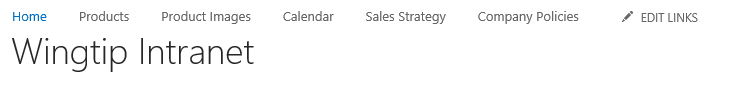 Home Products Product Images Calendar Sales Strategy Company Policies EDIT LINKS
Wingtip Intranet